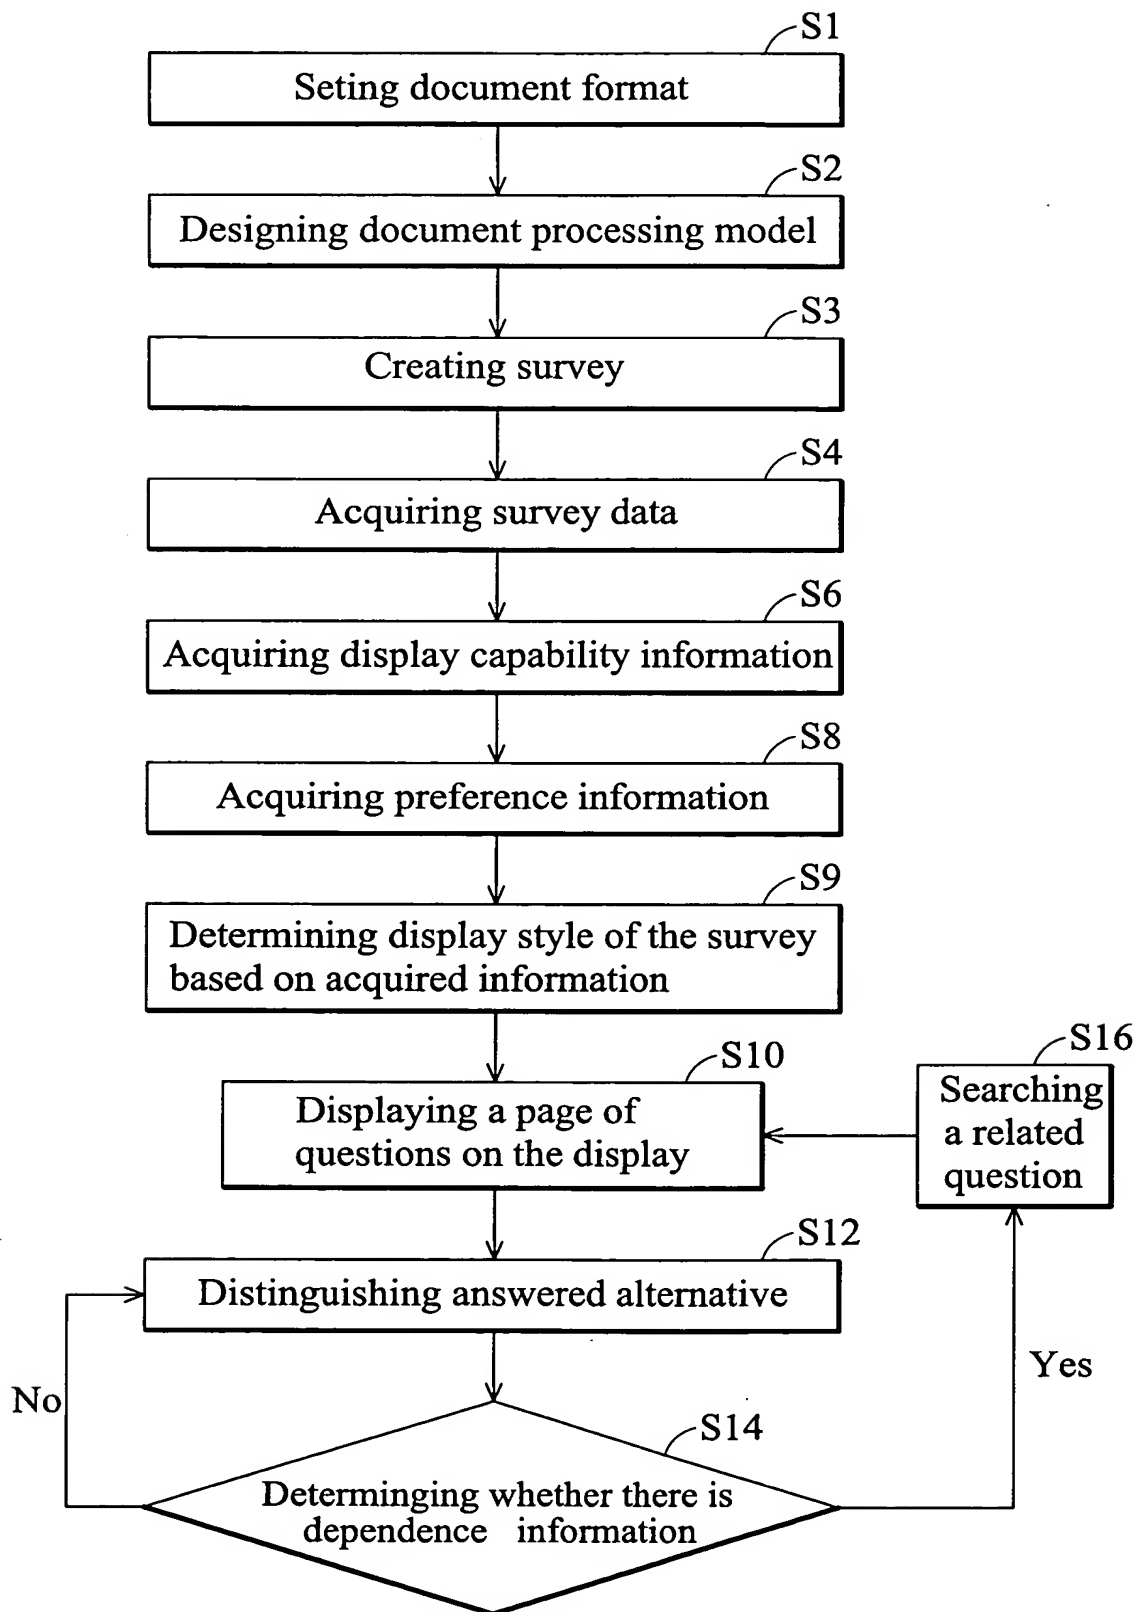 S1
Seting document format
S2
Designing document processing model
S3
Creating survey
S4
Acquiring survey data
S6
Acquiring display capability information
S8
Acquiring preference information
S9
Determining display style of the survey
based on acquired information
S10
Displaying a page of
questions on the display
S16
Searching
a related
question
S12
Distinguishing answered alternative
No
Yes
S14
Determinging whether there is
dependence information